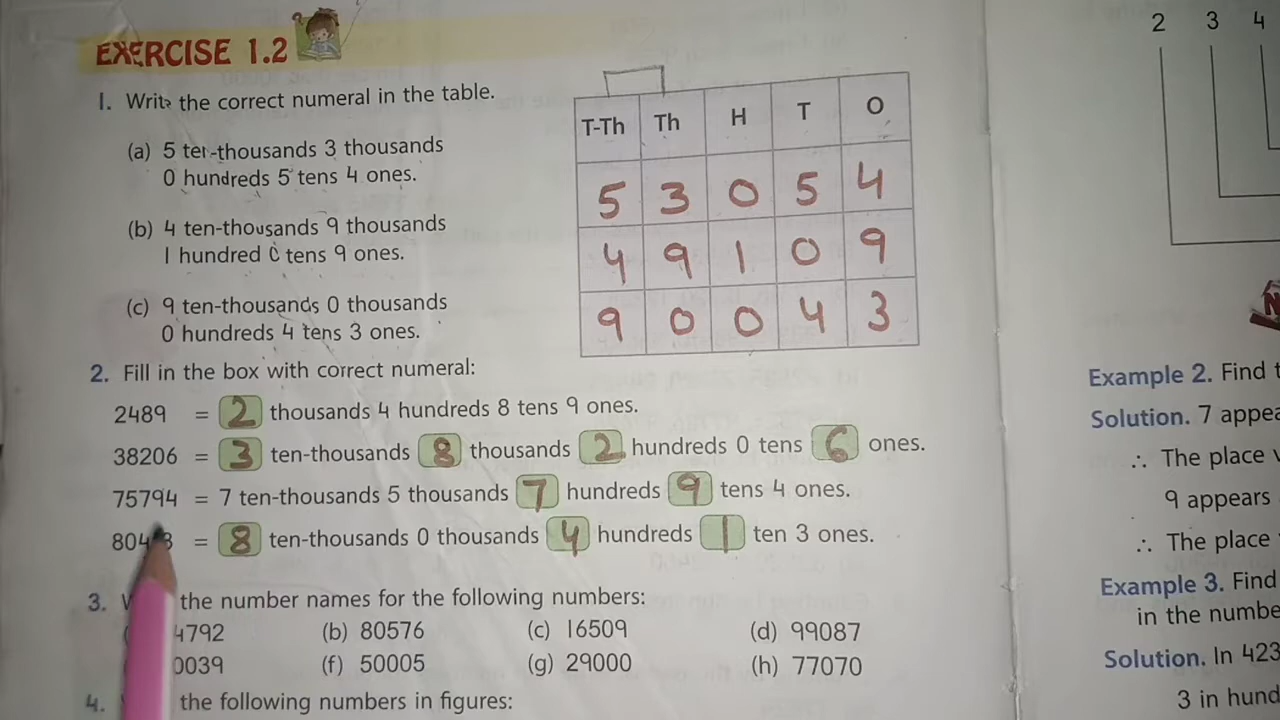 EXERCISE 1.2
1. Write the correct numeral in the table.
(a) 5 ten-thousands 3 thousands
0 hundreds 5 tens 4 ones.
(b) 4 ten-thousands 9 thousands
1 hundred 0 tens 9 ones.
(c) 9 ten-thousands 0 thousands
0 hundreds 4 tens 3 ones.
T-Th Th H T O
5 3 0 5 4
4 9 1 0 9
9 0 0 4 3
2. Fill in the box with correct numeral:
2489 = 2 thousands 4 hundreds 8 tens 9 ones.
38206 = 3 ten-thousands 8 thousands 2 hundreds 0 tens 6 ones.
75794 = 7 ten-thousands 5 thousands 7 hundreds 9 tens 4 ones.
= 8 ten-thousands 0 thousands 4 hundreds 1 ten 3 ones.
3. the number names for the following numbers:
4792 (b) 80576 (c) 16509 (d) 99087
0039 (f) 50005 (g) 29000 (h) 77070
4. the following numbers in figures:
2 3 4
Example 2. Find
Solution. 7
∴ The place
9 appears
∴ The place
Example 3. Find
in the
Solution. In 423
3 in